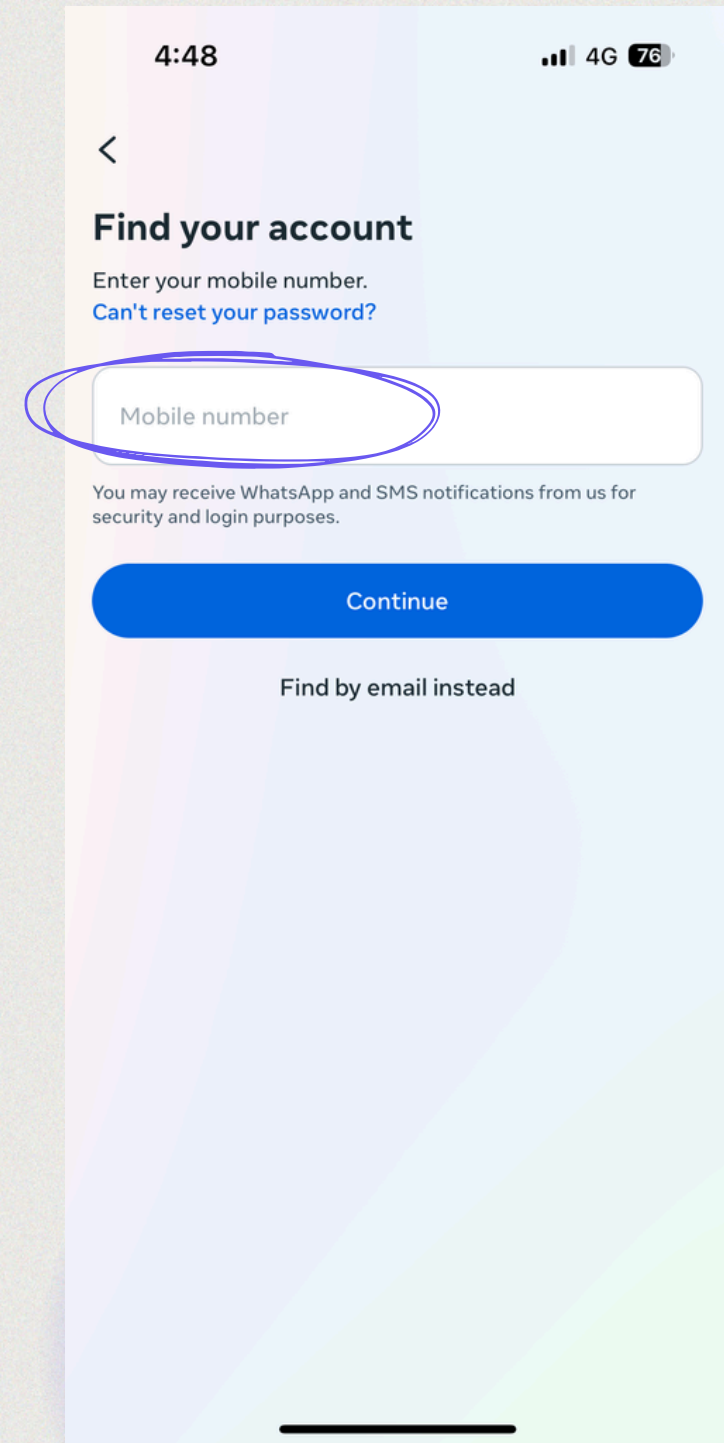 4:48 4G 76
Find your account
Enter your mobile number.
Can't reset your password?
Mobile number
You may receive WhatsApp and SMS notifications from us for
security and login purposes.
Continue
Find by email instead